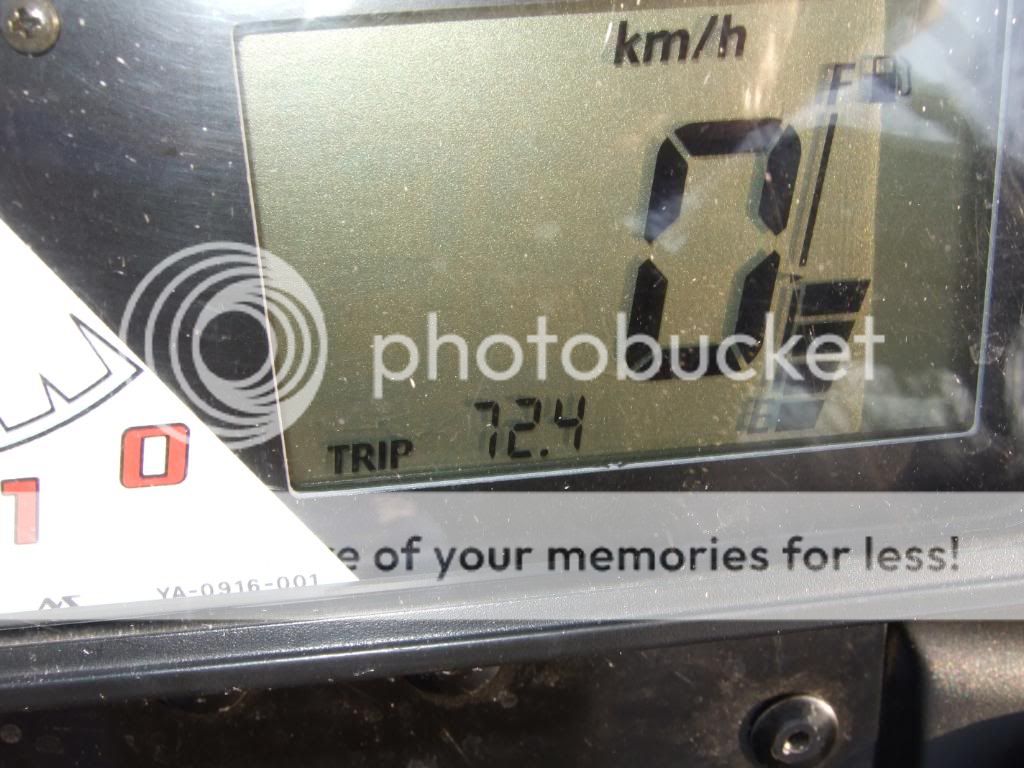 km/h
F
0
photobucket
72.4
TRIP
E
0
1
e of your memories for less!
YA-0916-001